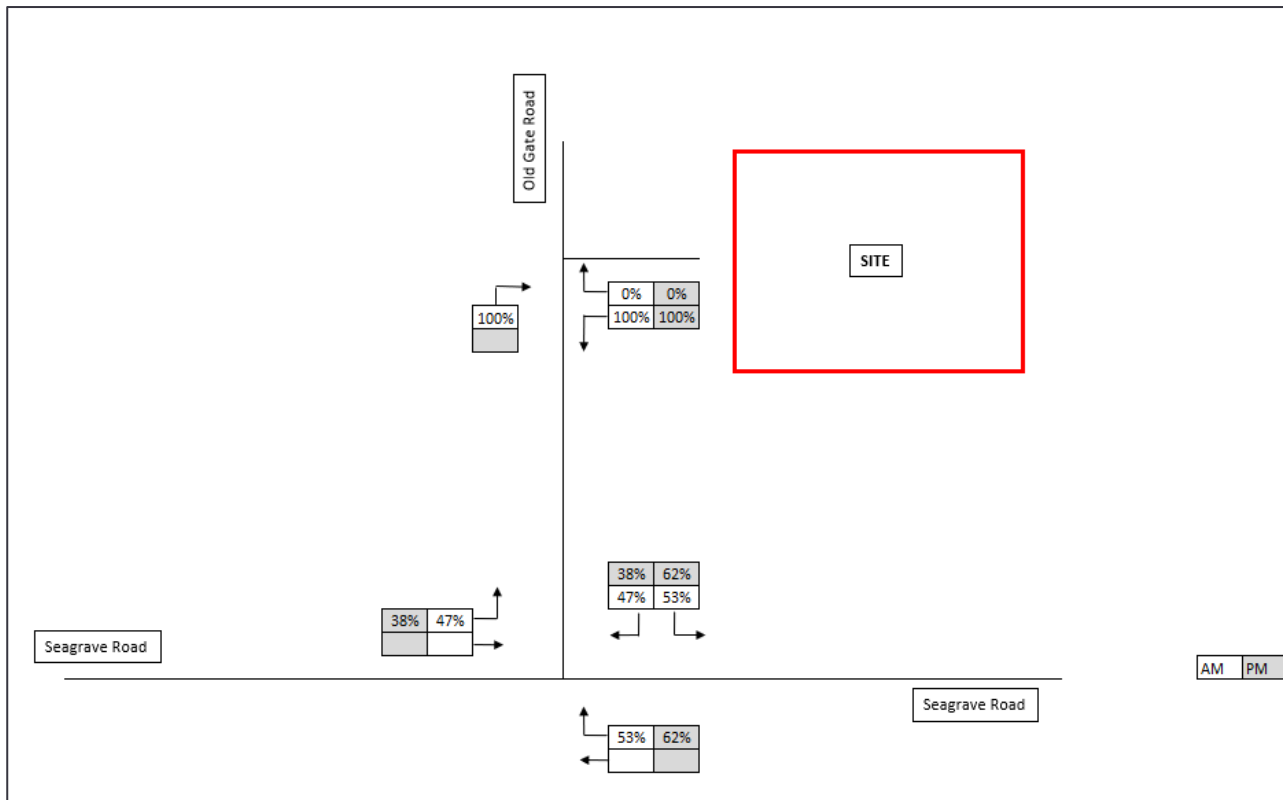 Old Gate Road
SITE
0% 0%
100% 100%
100%
38% 62%
47% 53%
38% 47%
Seagrave Road
AM PM
Seagrave Road
53% 62%